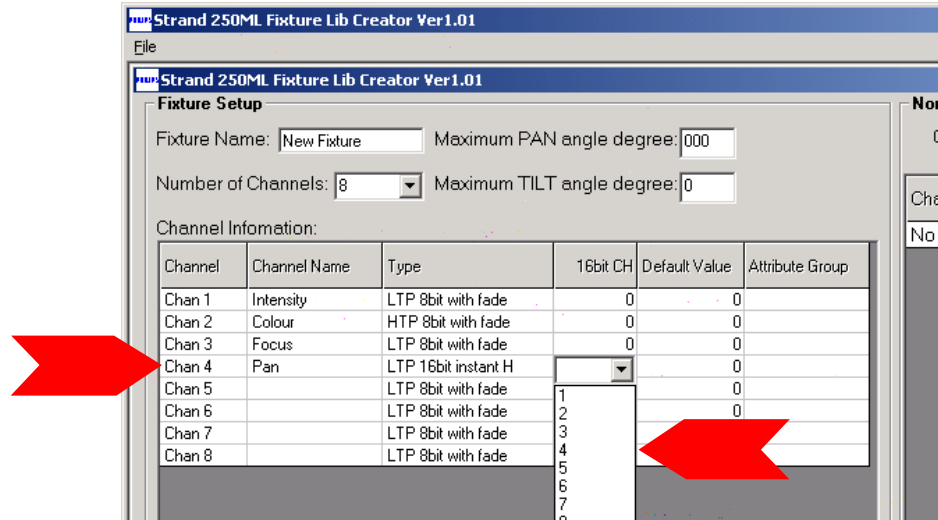 PHILIPS Strand 250ML Fixture Lib Creator Ver1.01
File
PHILIPS Strand 250ML Fixture Lib Creator Ver1.01
Fixture Setup
Fixture Name: New Fixture Maximum PAN angle degree: 000
Number of Channels: 8 Maximum TILT angle degree: 0
Channel Infomation:
Channel Channel Name Type 16bit CH Default Value Attribute Group
No
Chan 1 Intensity LTP 8bit with fade 0 0
Chan 2 Colour HTP 8bit with fade 0 0
Chan 3 Focus LTP 8bit with fade 0 0
Chan 4 Pan LTP 16bit instant H 0
Chan 5 LTP 8bit with fade 0
Chan 6 LTP 8bit with fade 0
Chan 7 LTP 8bit with fade
Chan 8 LTP 8bit with fade
1
2
3
4
5
6
7